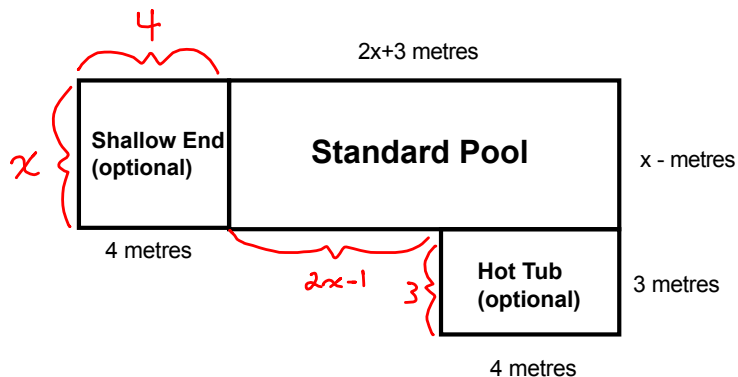 4
2x+3 metres
Shallow End
(optional)
Standard Pool
x
x - metres
4 metres
2x-1
3
Hot Tub
(optional)
3 metres
4 metres